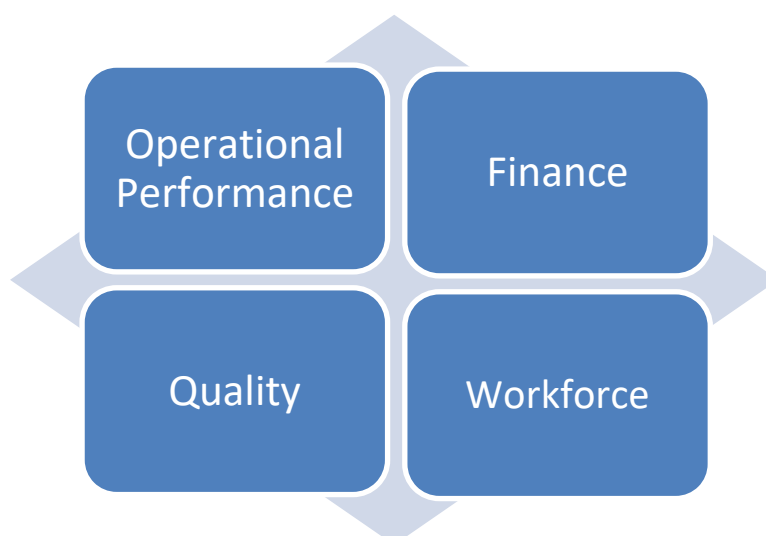 Operational
Performance
Finance
Quality
Workforce